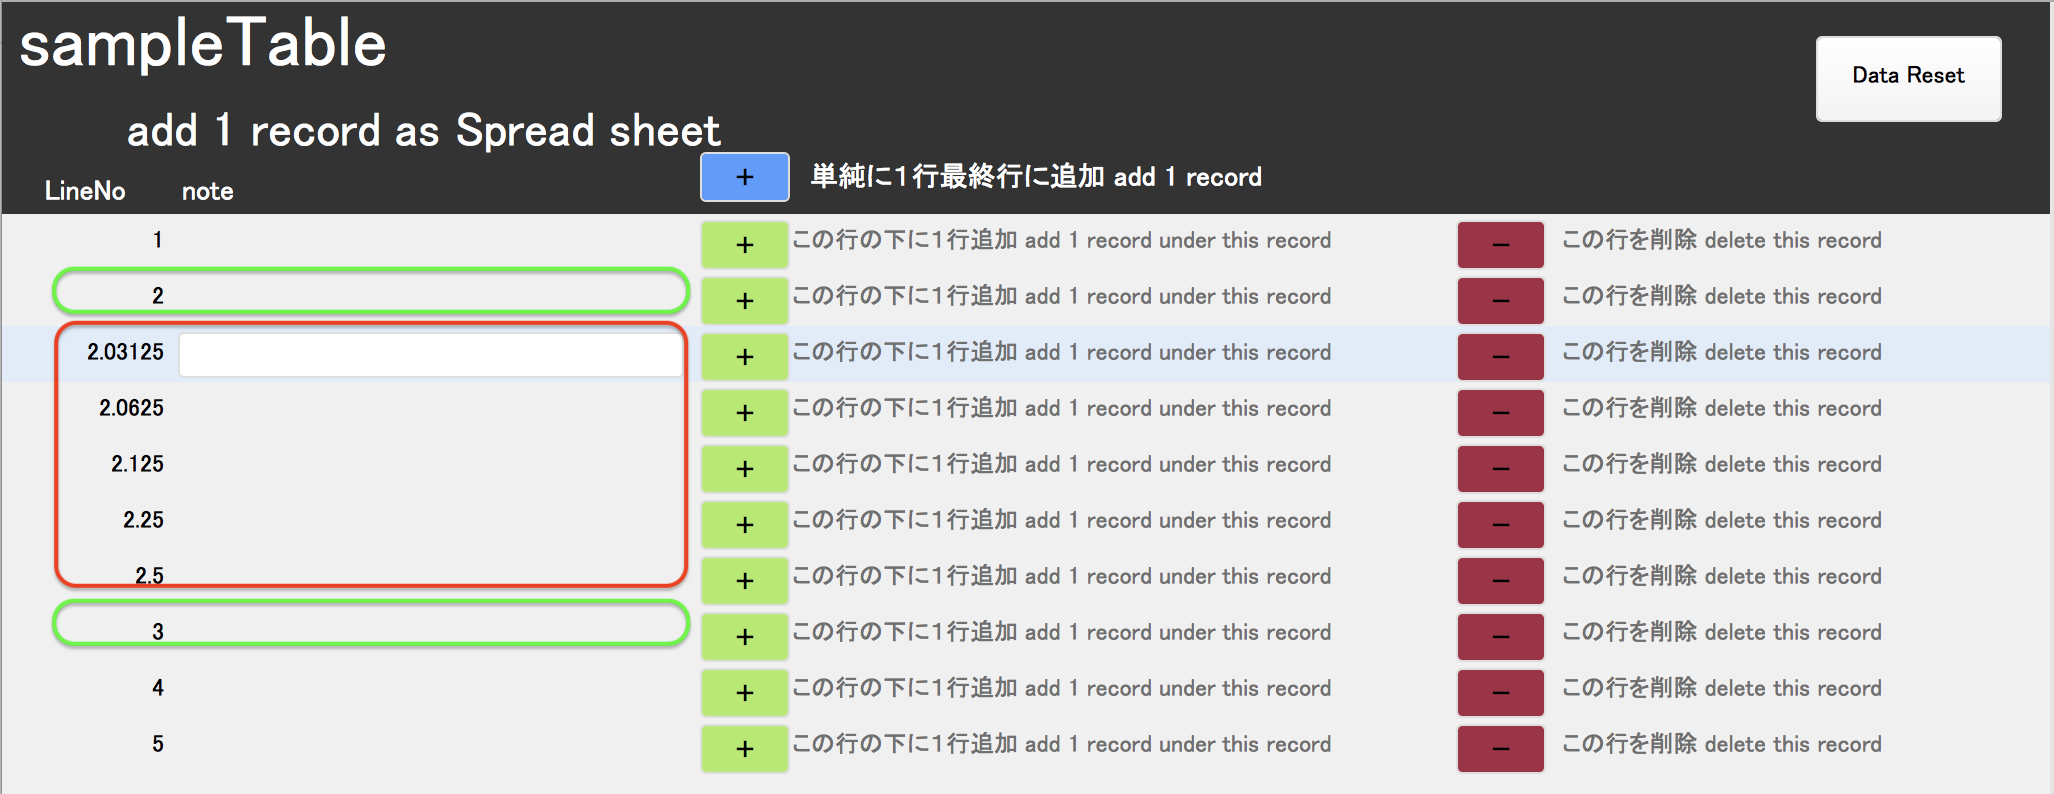 sampleTable
Data Reset
add 1 record as Spread sheet
+ 単純に１行最終行に追加 add 1 record
LineNo note
1 + この行の下に１行追加 add 1 record under this record − この行を削除 delete this record
2 + この行の下に１行追加 add 1 record under this record − この行を削除 delete this record
2.03125 + この行の下に１行追加 add 1 record under this record − この行を削除 delete this record
2.0625 + この行の下に１行追加 add 1 record under this record − この行を削除 delete this record
2.125 + この行の下に１行追加 add 1 record under this record − この行を削除 delete this record
2.25 + この行の下に１行追加 add 1 record under this record − この行を削除 delete this record
2.5 + この行の下に１行追加 add 1 record under this record − この行を削除 delete this record
3 + この行の下に１行追加 add 1 record under this record − この行を削除 delete this record
4 + この行の下に１行追加 add 1 record under this record − この行を削除 delete this record
5 + この行の下に１行追加 add 1 record under this record − この行を削除 delete this record